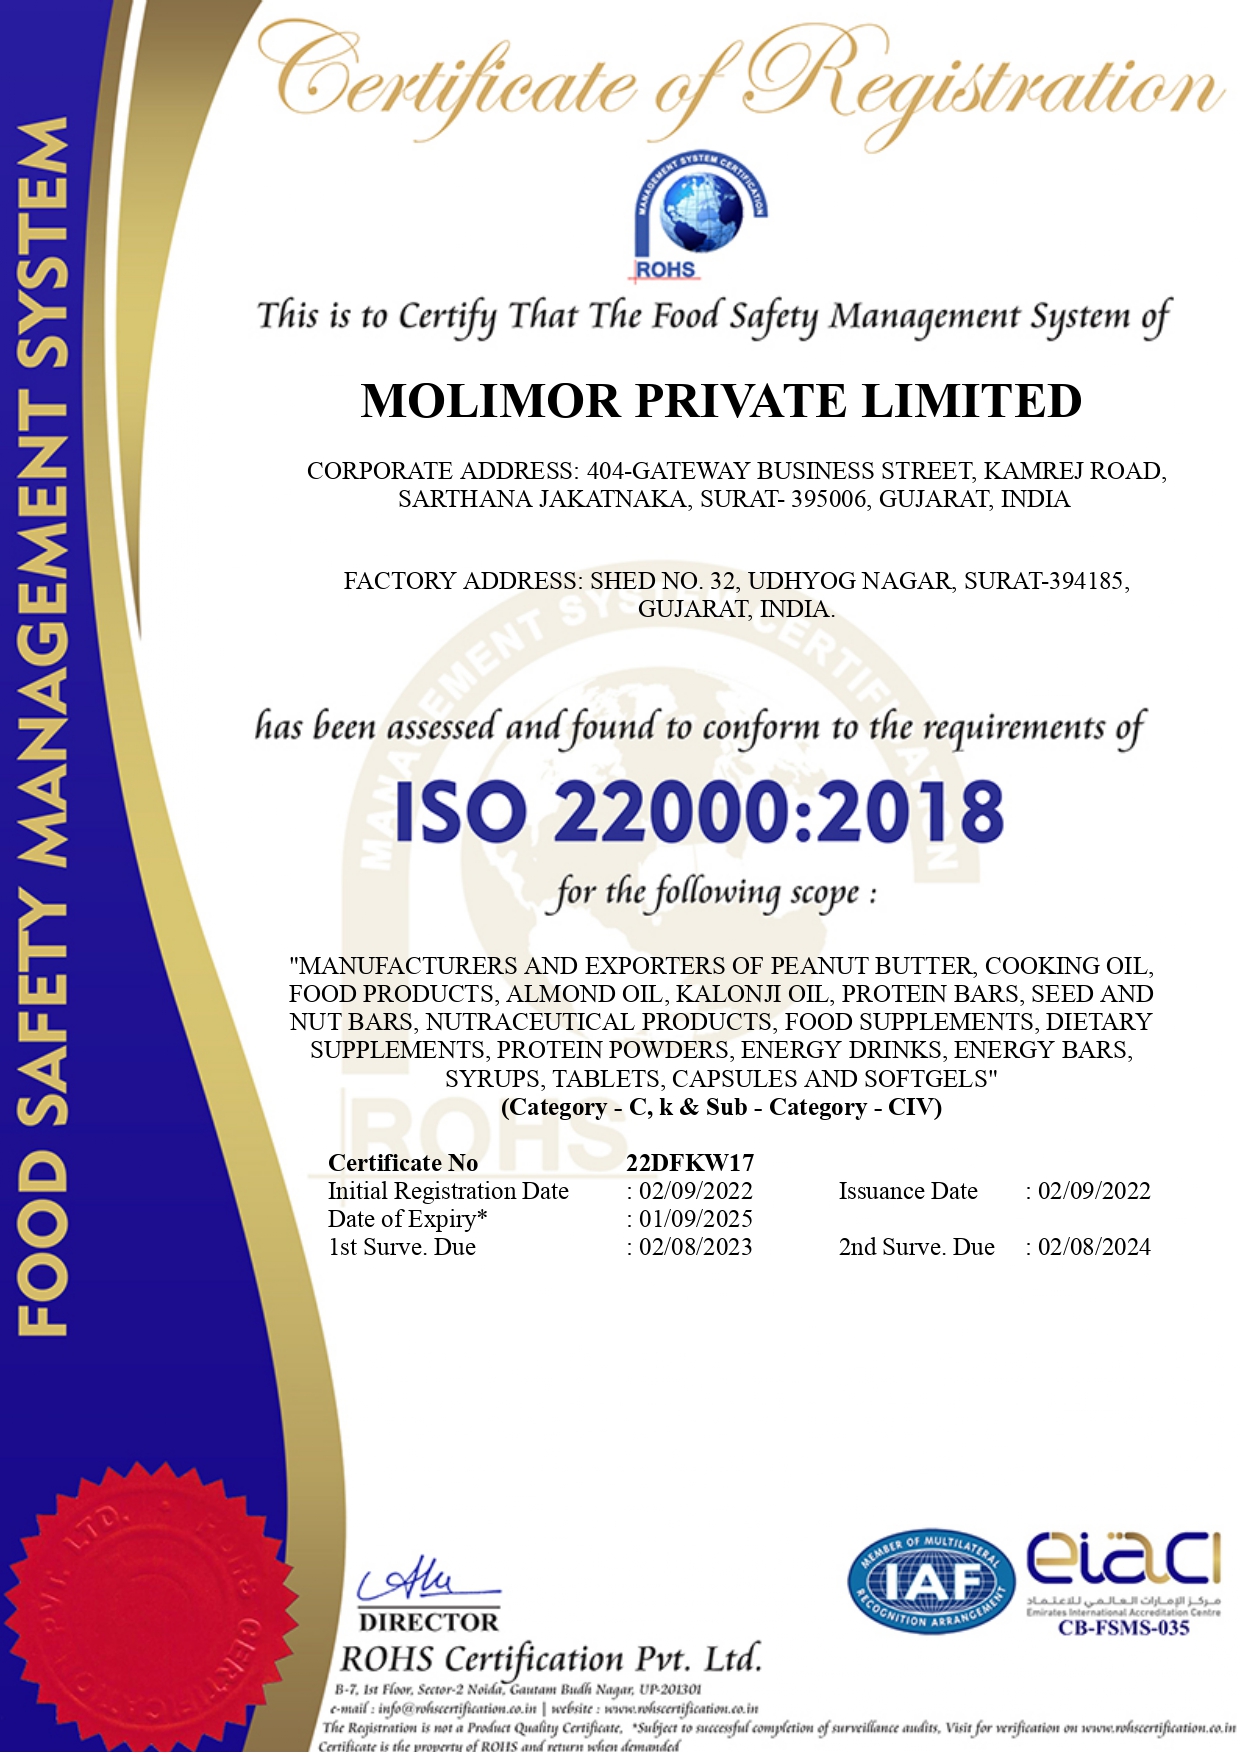 Certificate of Registration
MANAGEMENT SYSTEM CERTIFICATION
ROHS
This is to Certify That The Food Safety Management System of
MOLIMOR PRIVATE LIMITED
CORPORATE ADDRESS: 404-GATEWAY BUSINESS STREET, KAMREJ ROAD,
SARTHANA JAKATNAKA, SURAT- 395006, GUJARAT, INDIA
FACTORY ADDRESS: SHED NO. 32, UDHYOG NAGAR, SURAT-394185,
GUJARAT, INDIA.
MANAGEMENT SYSTEM CERTIFICATION
has been assessed and found to conform to the requirements of
ISO 22000:2018
for the following scope :
"MANUFACTURERS AND EXPORTERS OF PEANUT BUTTER, COOKING OIL,
FOOD PRODUCTS, ALMOND OIL, KALONJI OIL, PROTEIN BARS, SEED AND
NUT BARS, NUTRACEUTICAL PRODUCTS, FOOD SUPPLEMENTS, DIETARY
SUPPLEMENTS, PROTEIN POWDERS, ENERGY DRINKS, ENERGY BARS,
SYRUPS, TABLETS, CAPSULES AND SOFTGELS"
(Category - C, k & Sub - Category - CIV)
ROHS
Certificate No 22DFKW17
Initial Registration Date : 02/09/2022 Issuance Date : 02/09/2022
Date of Expiry* : 01/09/2025
1st Surve. Due : 02/08/2023 2nd Surve. Due : 02/08/2024
FOOD SAFETY MANAGEMENT SYSTEM
DIRECTOR
ROHS Certification Pvt. Ltd.
B-7, 1st Floor, Sector-2 Noida, Gautam Budh Nagar, UP-201301
e-mail : info@rohscertification.co.in | website : www.rohscertification.co.in
The Registration is not a Product Quality Certificate, *Subject to successful completion of surveillance audits, Visit for verification on www.rohscertification.co.in
Certificate is the property of ROHS and return when demanded
MEMBER OF MULTILATERAL
IAF
RECOGNITION ARRANGEMENT
eiaci
مركز الإمارات العالمي للاعتماد
Emirates International Accreditation Centre
CB-FSMS-035